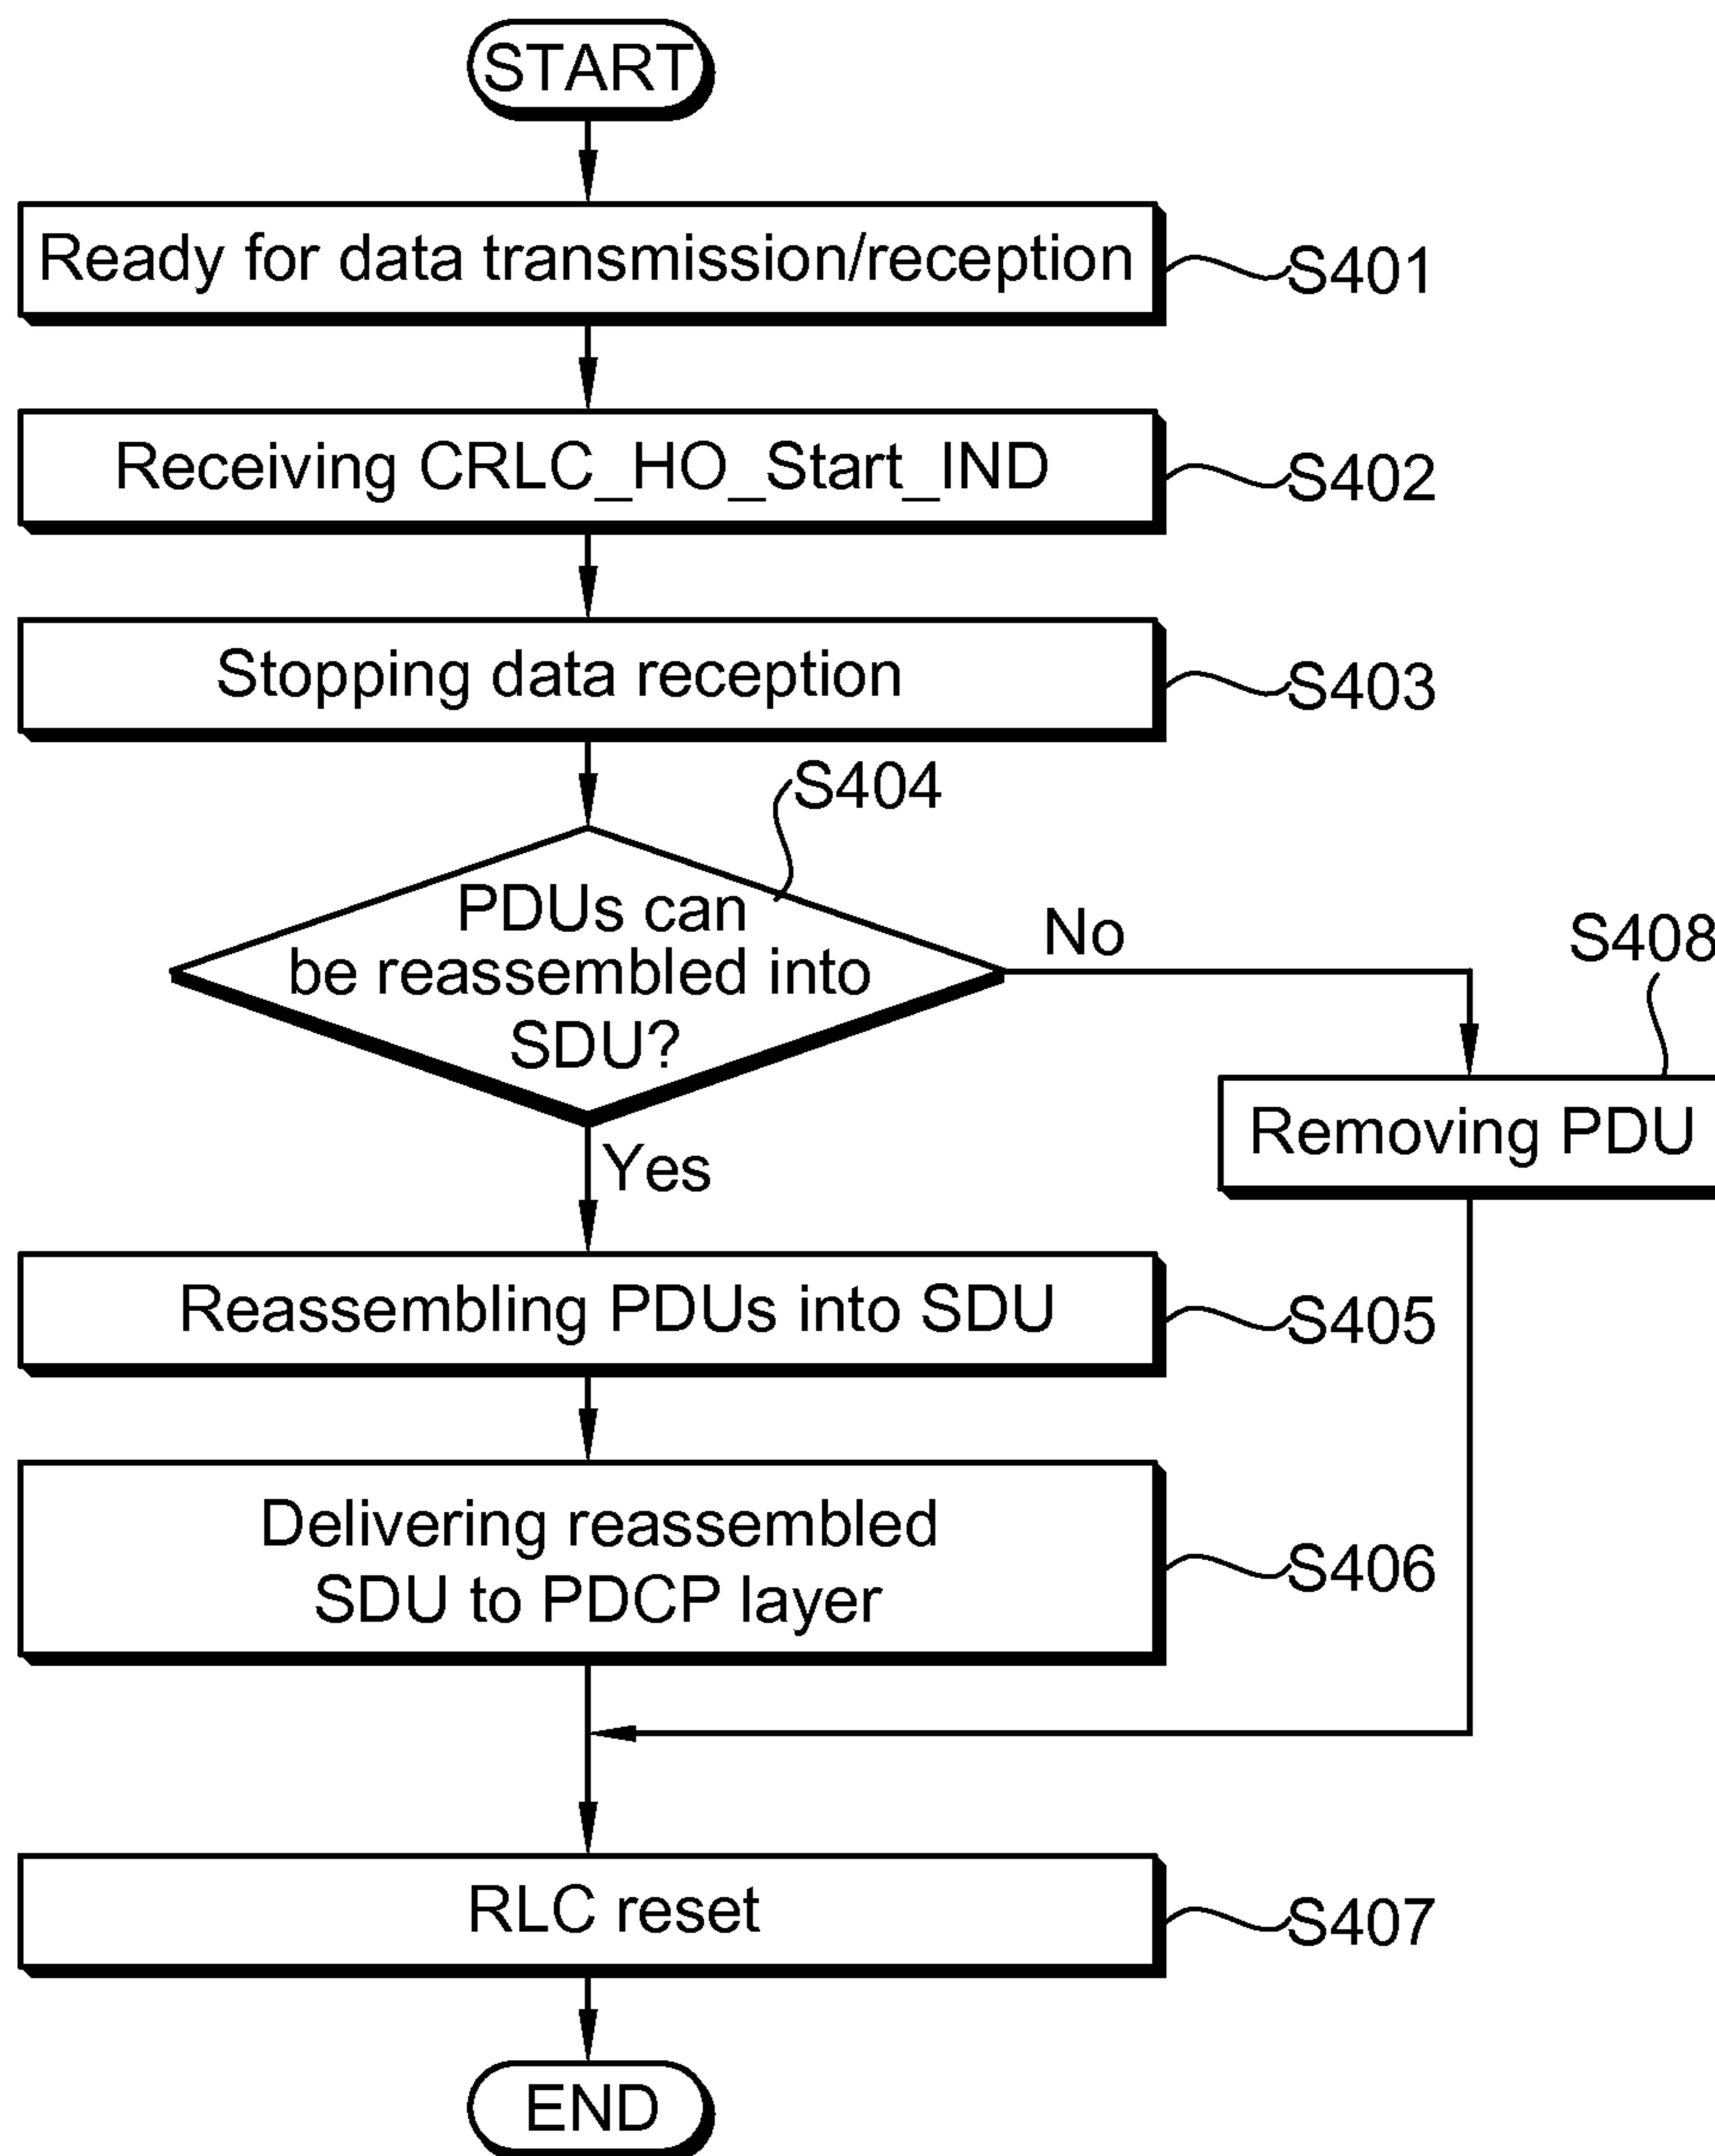 START
Ready for data transmission/reception
S401
Receiving CRLC_HO_Start_IND
S402
Stopping data reception
S403
S404
PDUs can
be reassembled into
SDU?
No
S408
Removing PDU
Yes
Reassembling PDUs into SDU
S405
Delivering reassembled
SDU to PDCP layer
S406
RLC reset
S407
END